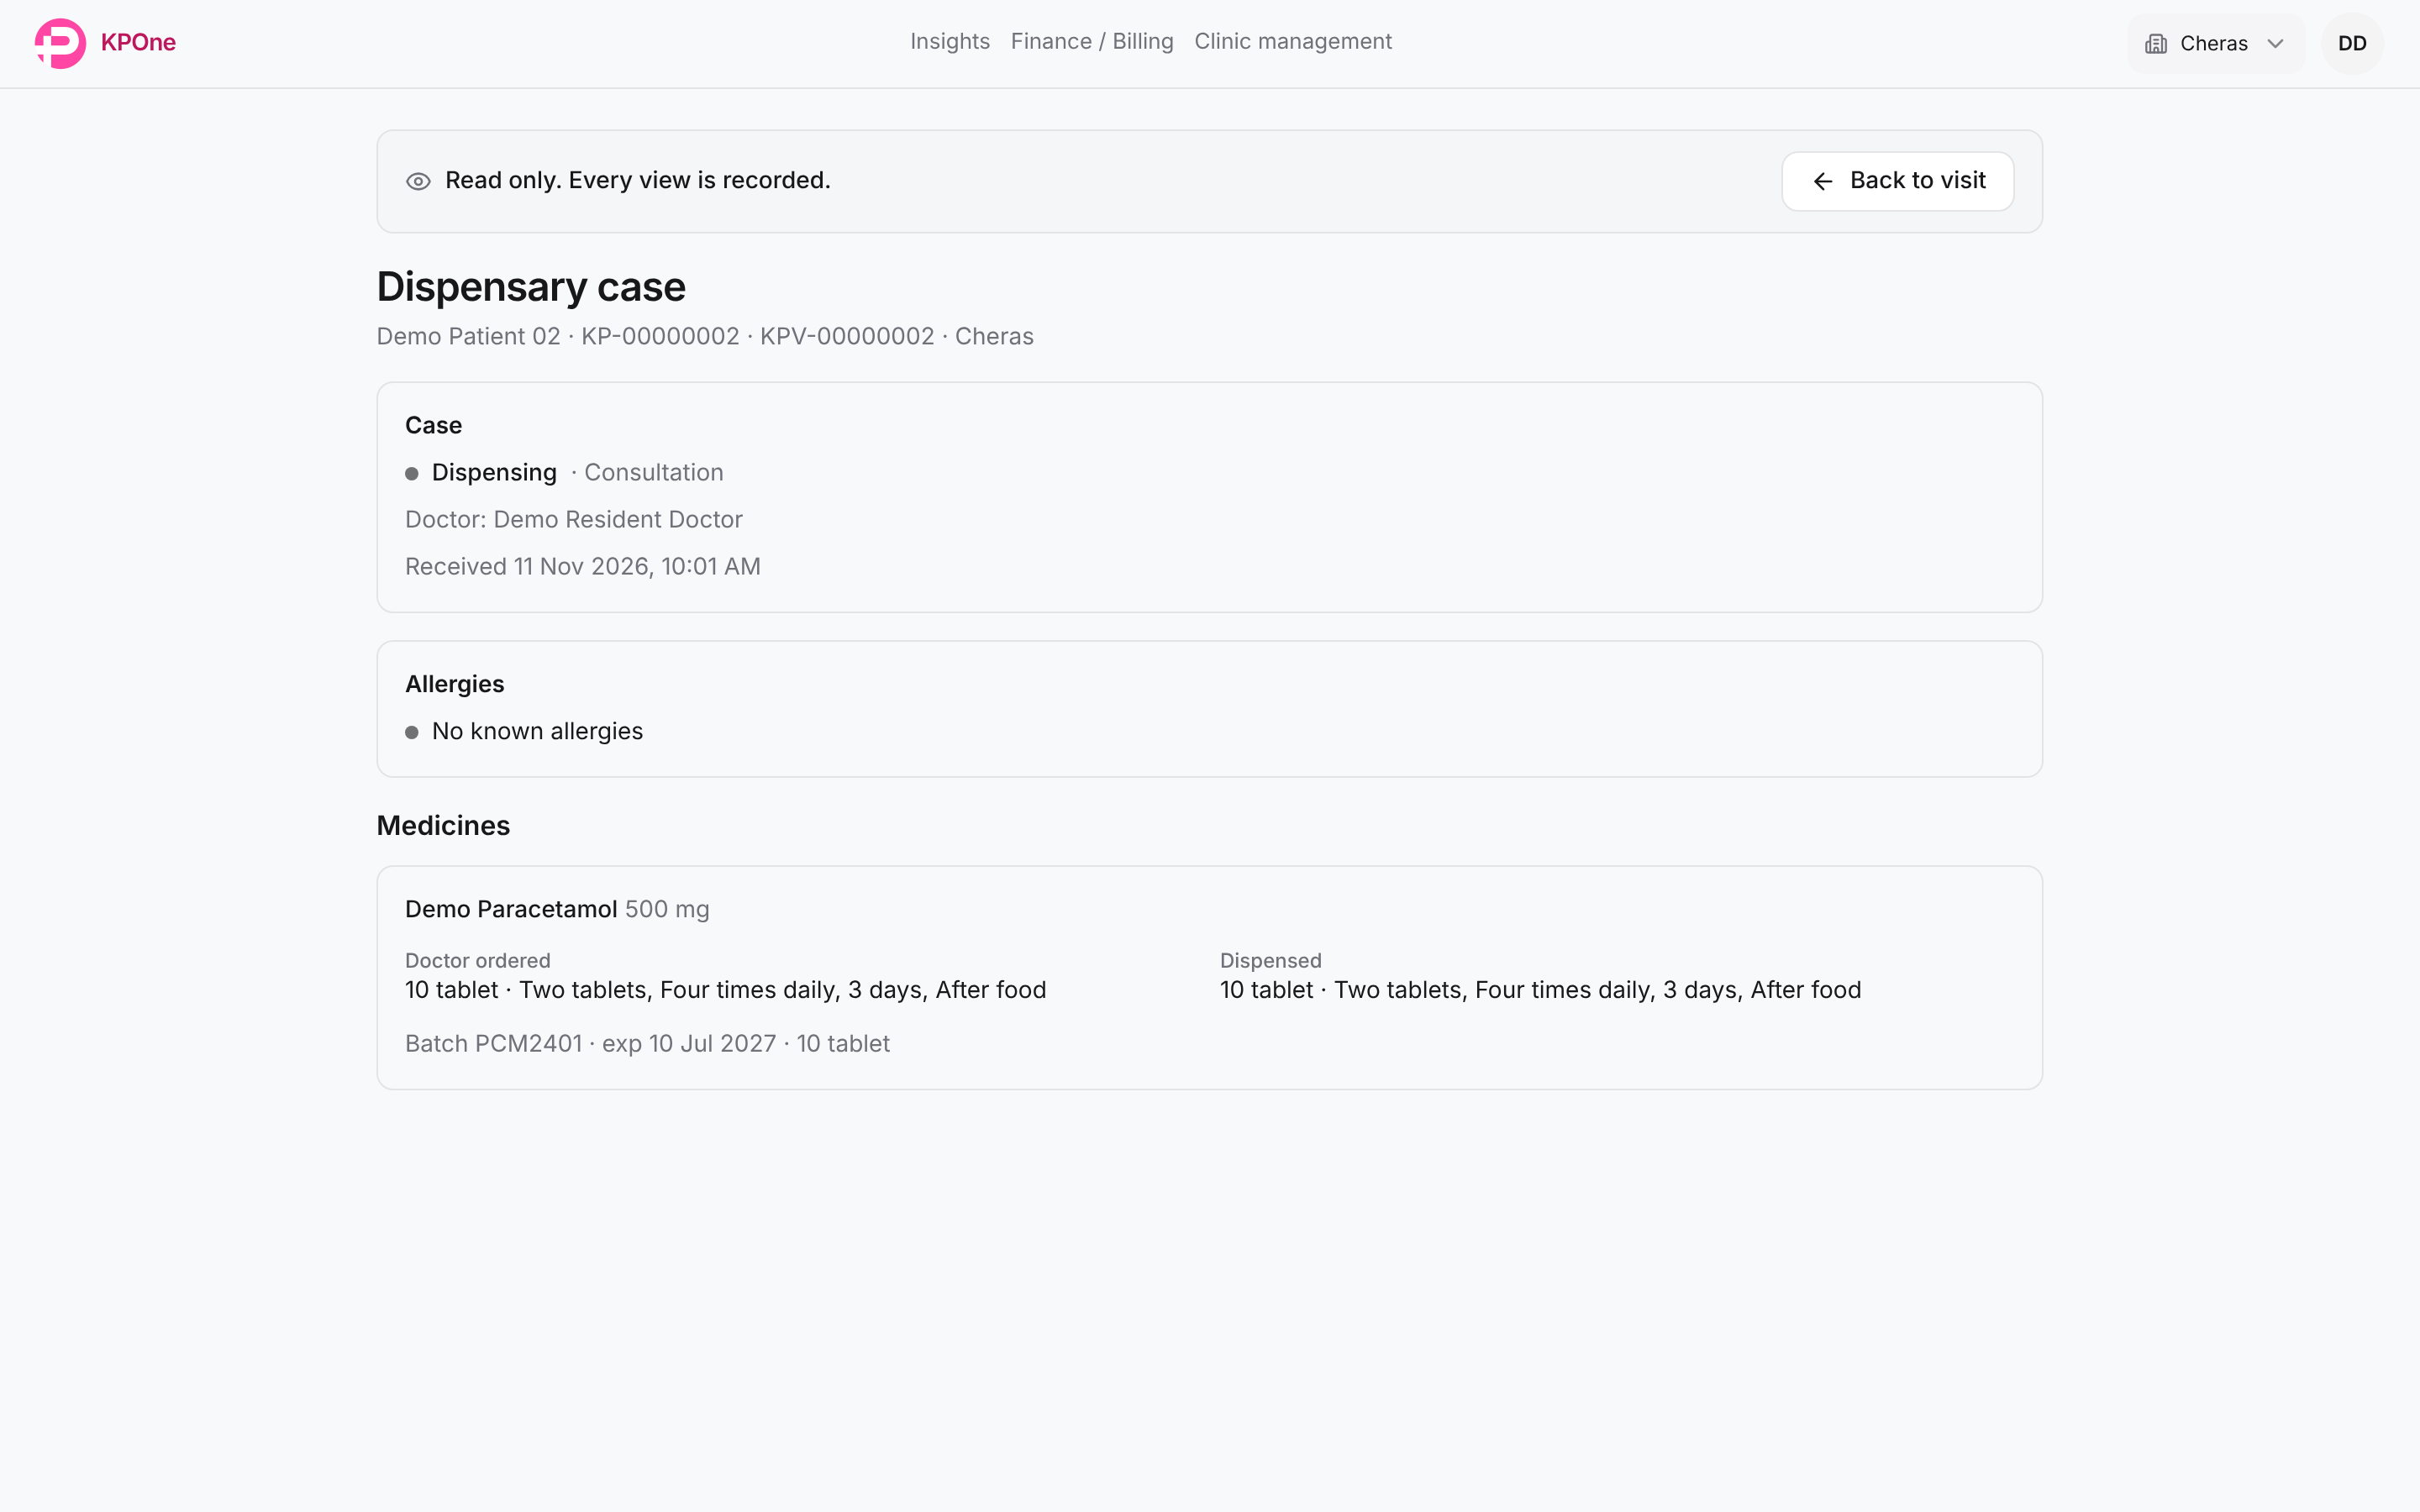 KPOne
Insights Finance / Billing Clinic management
Cheras
DD
Read only. Every view is recorded.
Back to visit
Dispensary case
Demo Patient 02 · KP-00000002 · KPV-00000002 · Cheras
Case
Dispensing · Consultation
Doctor: Demo Resident Doctor
Received 11 Nov 2026, 10:01 AM
Allergies
No known allergies
Medicines
Demo Paracetamol 500 mg
Doctor ordered
10 tablet · Two tablets, Four times daily, 3 days, After food
Dispensed
10 tablet · Two tablets, Four times daily, 3 days, After food
Batch PCM2401 · exp 10 Jul 2027 · 10 tablet